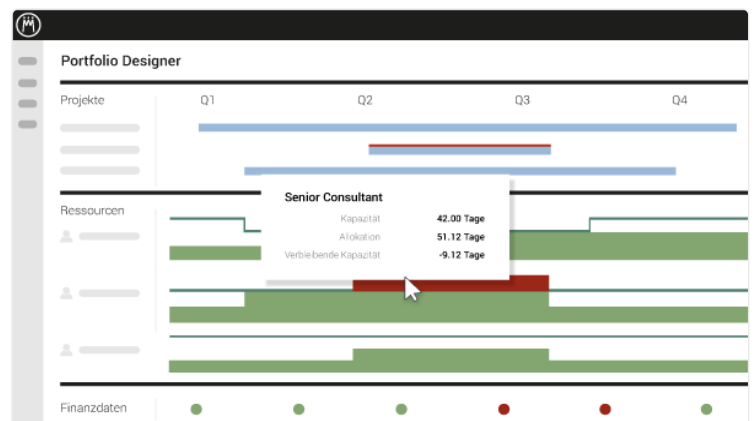 Portfolio Designer
Projekte
Q1 Q2 Q3 Q4
Ressourcen
Senior Consultant
Kapazität 42.00 Tage
Allokation 51.12 Tage
Verbleibende Kapazität -9.12 Tage
Finanzdaten